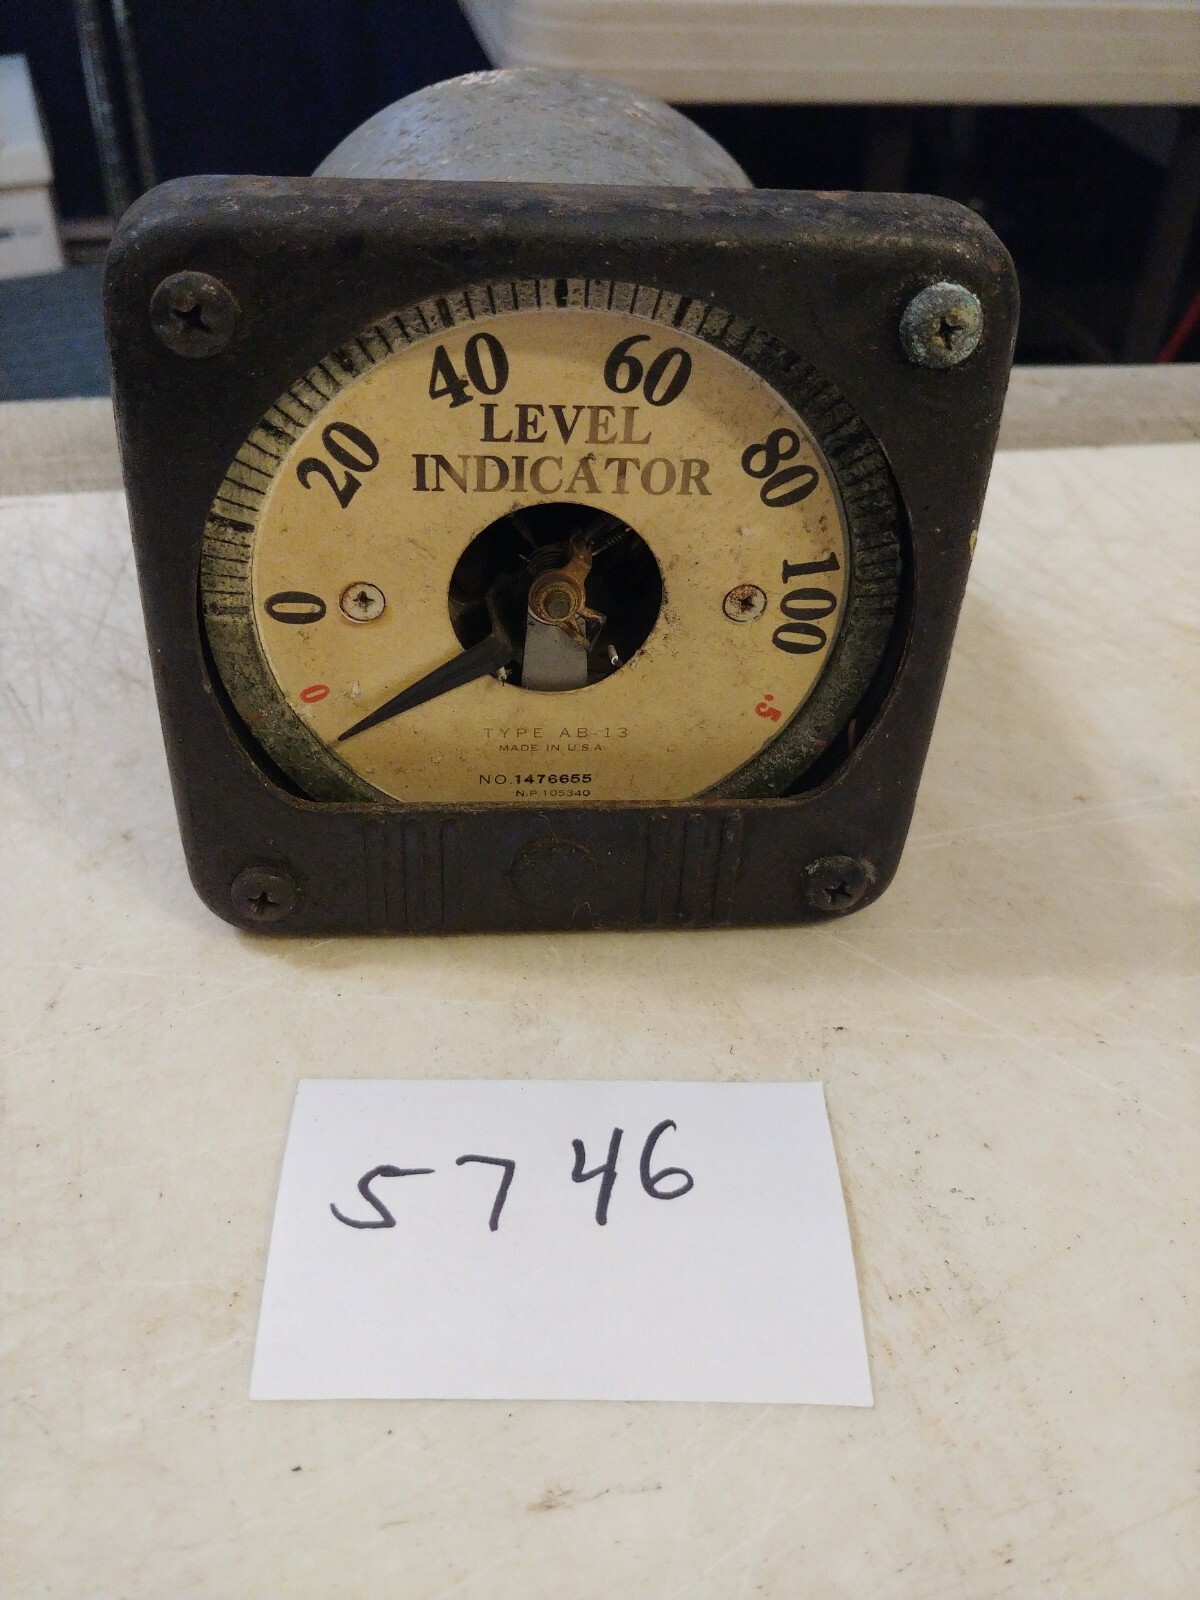 40 60
LEVEL
20 INDICATOR 80
0 100
0 .5
TYPE AB-13
MADE IN U.S.A.
NO.1476655
N.P. 105340
5746